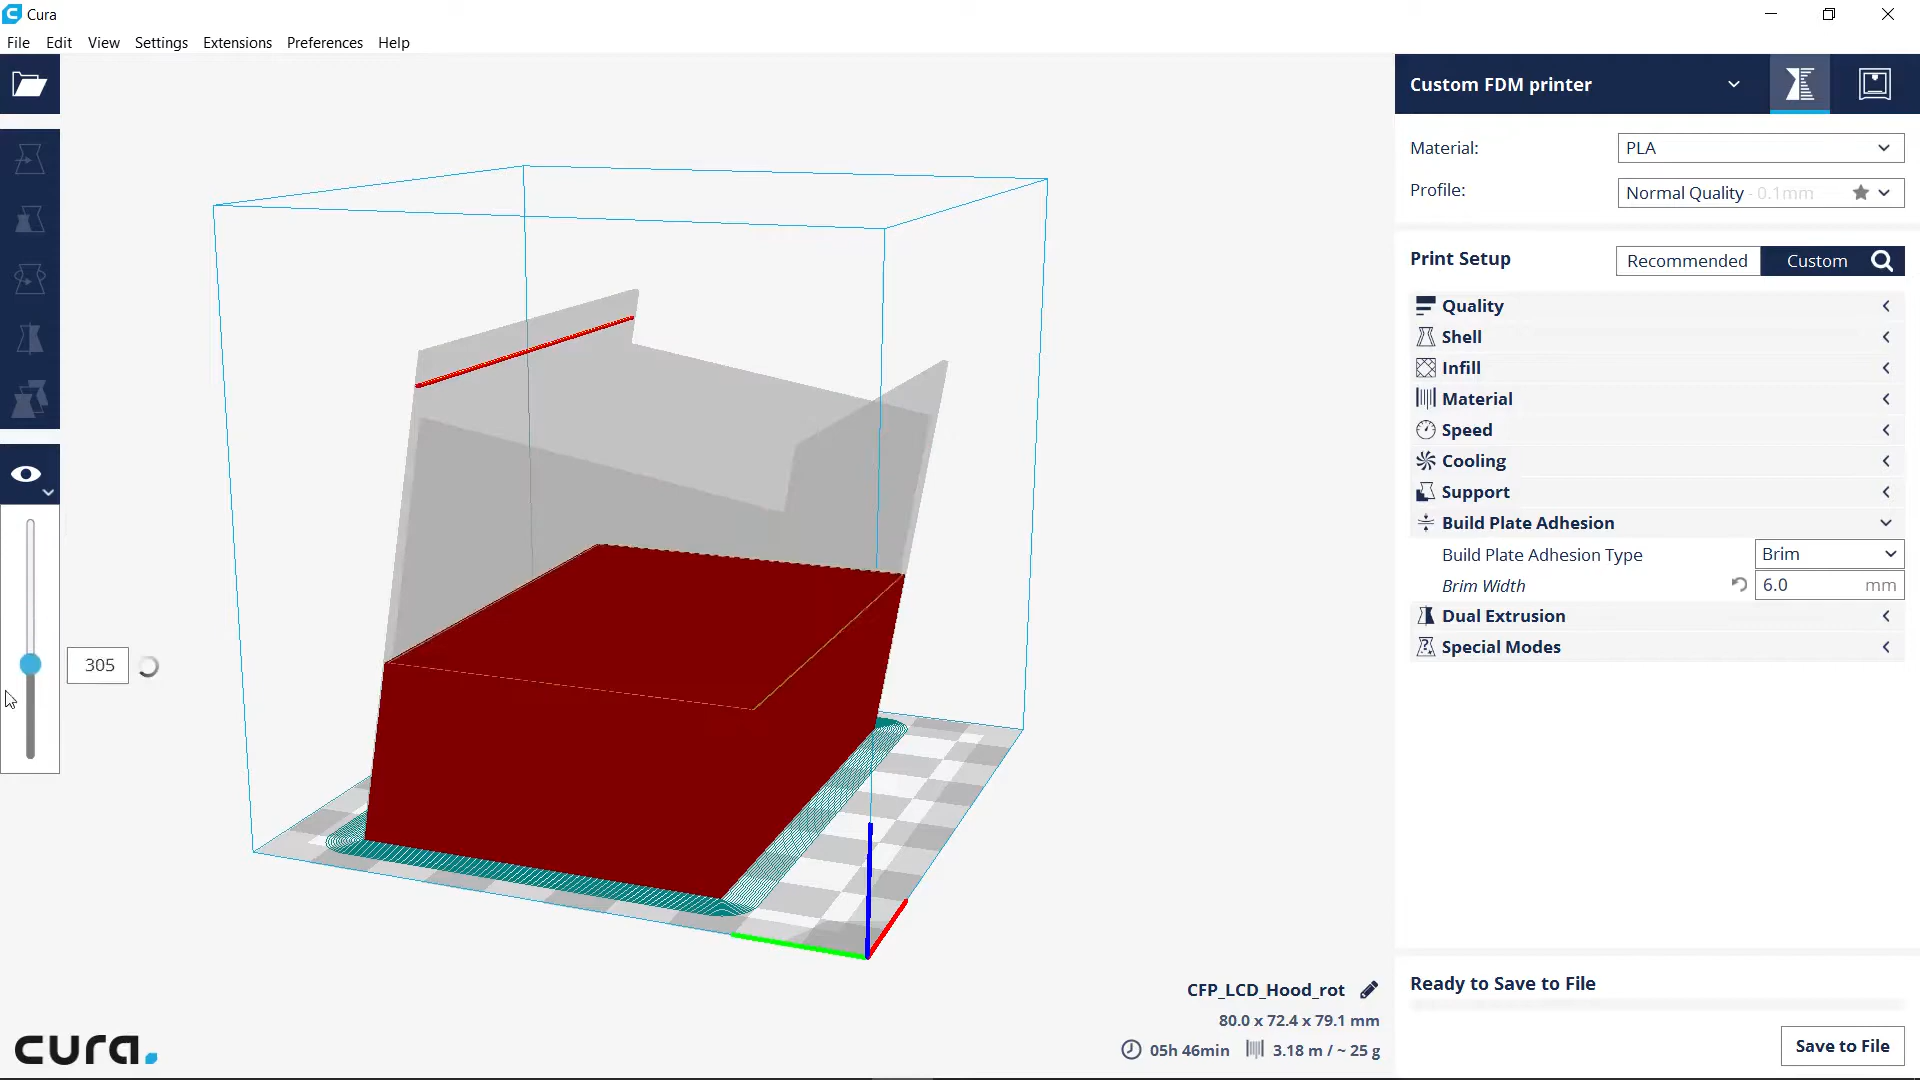 Cura
File Edit View Settings Extensions Preferences Help
Custom FDM printer
Material: PLA
Profile: Normal Quality - 0.1mm
Print Setup Recommended Custom
Quality
Shell
Infill
Material
Speed
Cooling
Support
Build Plate Adhesion
Build Plate Adhesion Type Brim
Brim Width 6.0 mm
Dual Extrusion
Special Modes
305
CFP_LCD_Hood_rot
80.0 x 72.4 x 79.1 mm
05h 46min 3.18 m / ~ 25 g
Ready to Save to File
Save to File
cura.